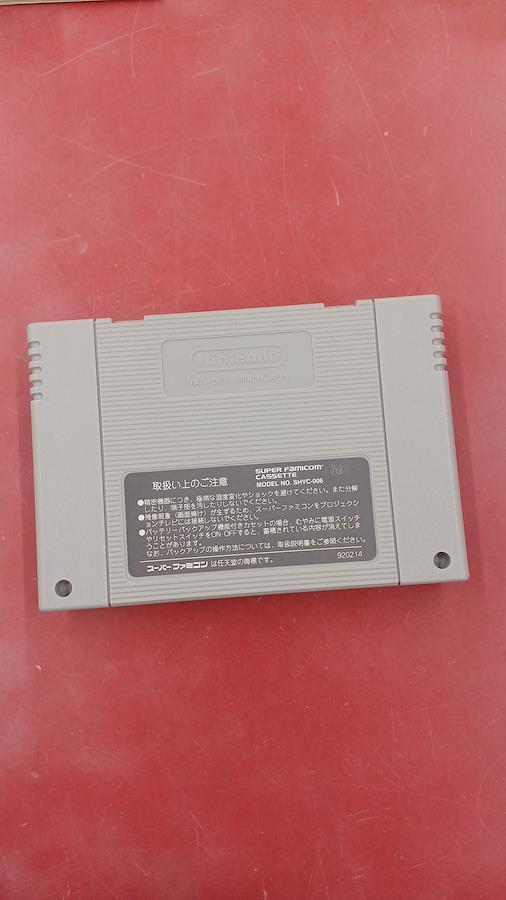 Nintendo
PAT. PEND. MADE IN JAPAN
取扱い上のご注意
SUPER FAMICOM
CASSETTE
MODEL NO. SHVC-006
●精密機器につき、極端な温度変化やショックを避けてください。また分解
したり、端子部を汚したりしないでください。
●残像現象(画面焼け)が生ずるため、スーパーファミコンをプロジェクシ
ョンテレビには接続しないでください。
●バッテリーバックアップ機能付きカセットの場合、むやみに電源スイッチ
やリセットスイッチをON・OFFすると、蓄積されている内容が消えてしま
うことがあります。
なお、バックアップの操作方法については、取扱説明書をご参照ください。
スーパーファミコン は任天堂の商標です。
920214